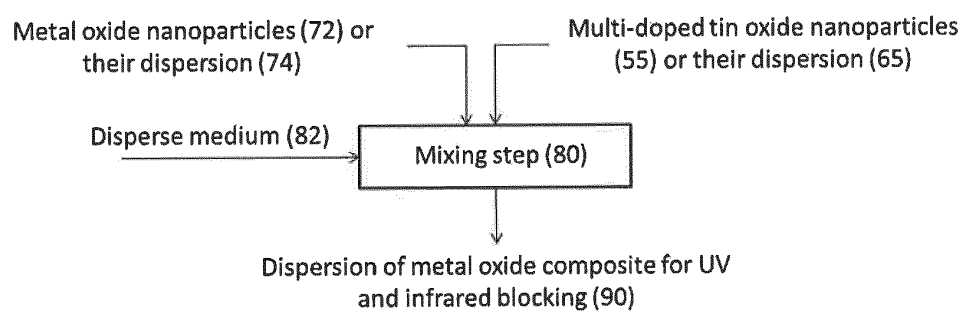 Metal oxide nanoparticles (72) or
their dispersion (74)
Multi-doped tin oxide nanoparticles
(55) or their dispersion (65)
Disperse medium (82)
Mixing step (80)
Dispersion of metal oxide composite for UV
and infrared blocking (90)